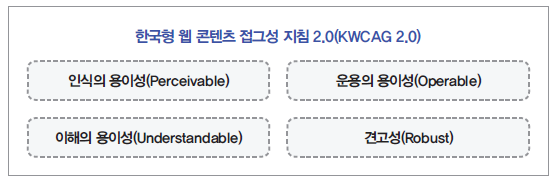 한국형 웹 콘텐츠 접그성 지침 2.0(KWCAG 2.0)
인식의 용이성(Perceivable)
운용의 용이성(Operable)
이해의 용이성(Understandable)
견고성(Robust)